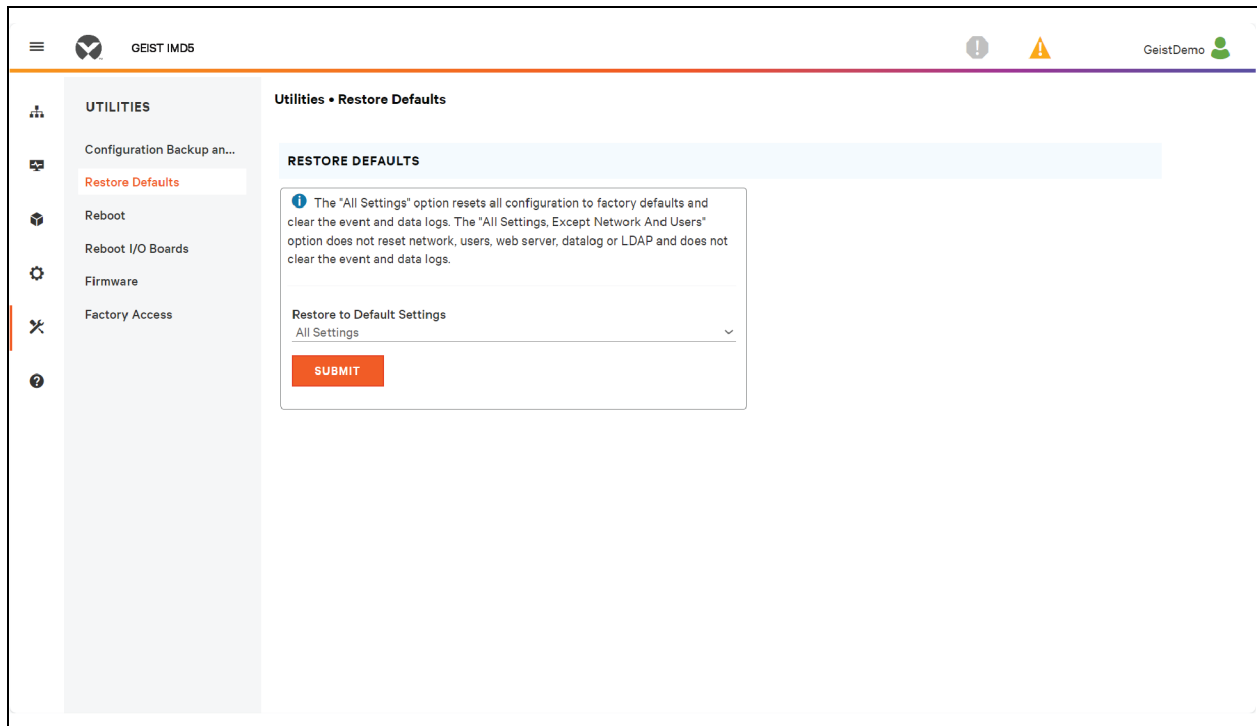 GEIST IMD5
GeistDemo
UTILITIES
Configuration Backup an...
Restore Defaults
Reboot
Reboot I/O Boards
Firmware
Factory Access
Utilities • Restore Defaults
RESTORE DEFAULTS
The "All Settings" option resets all configuration to factory defaults and
clear the event and data logs. The "All Settings, Except Network And Users"
option does not reset network, users, web server, datalog or LDAP and does not
clear the event and data logs.
Restore to Default Settings
All Settings
SUBMIT